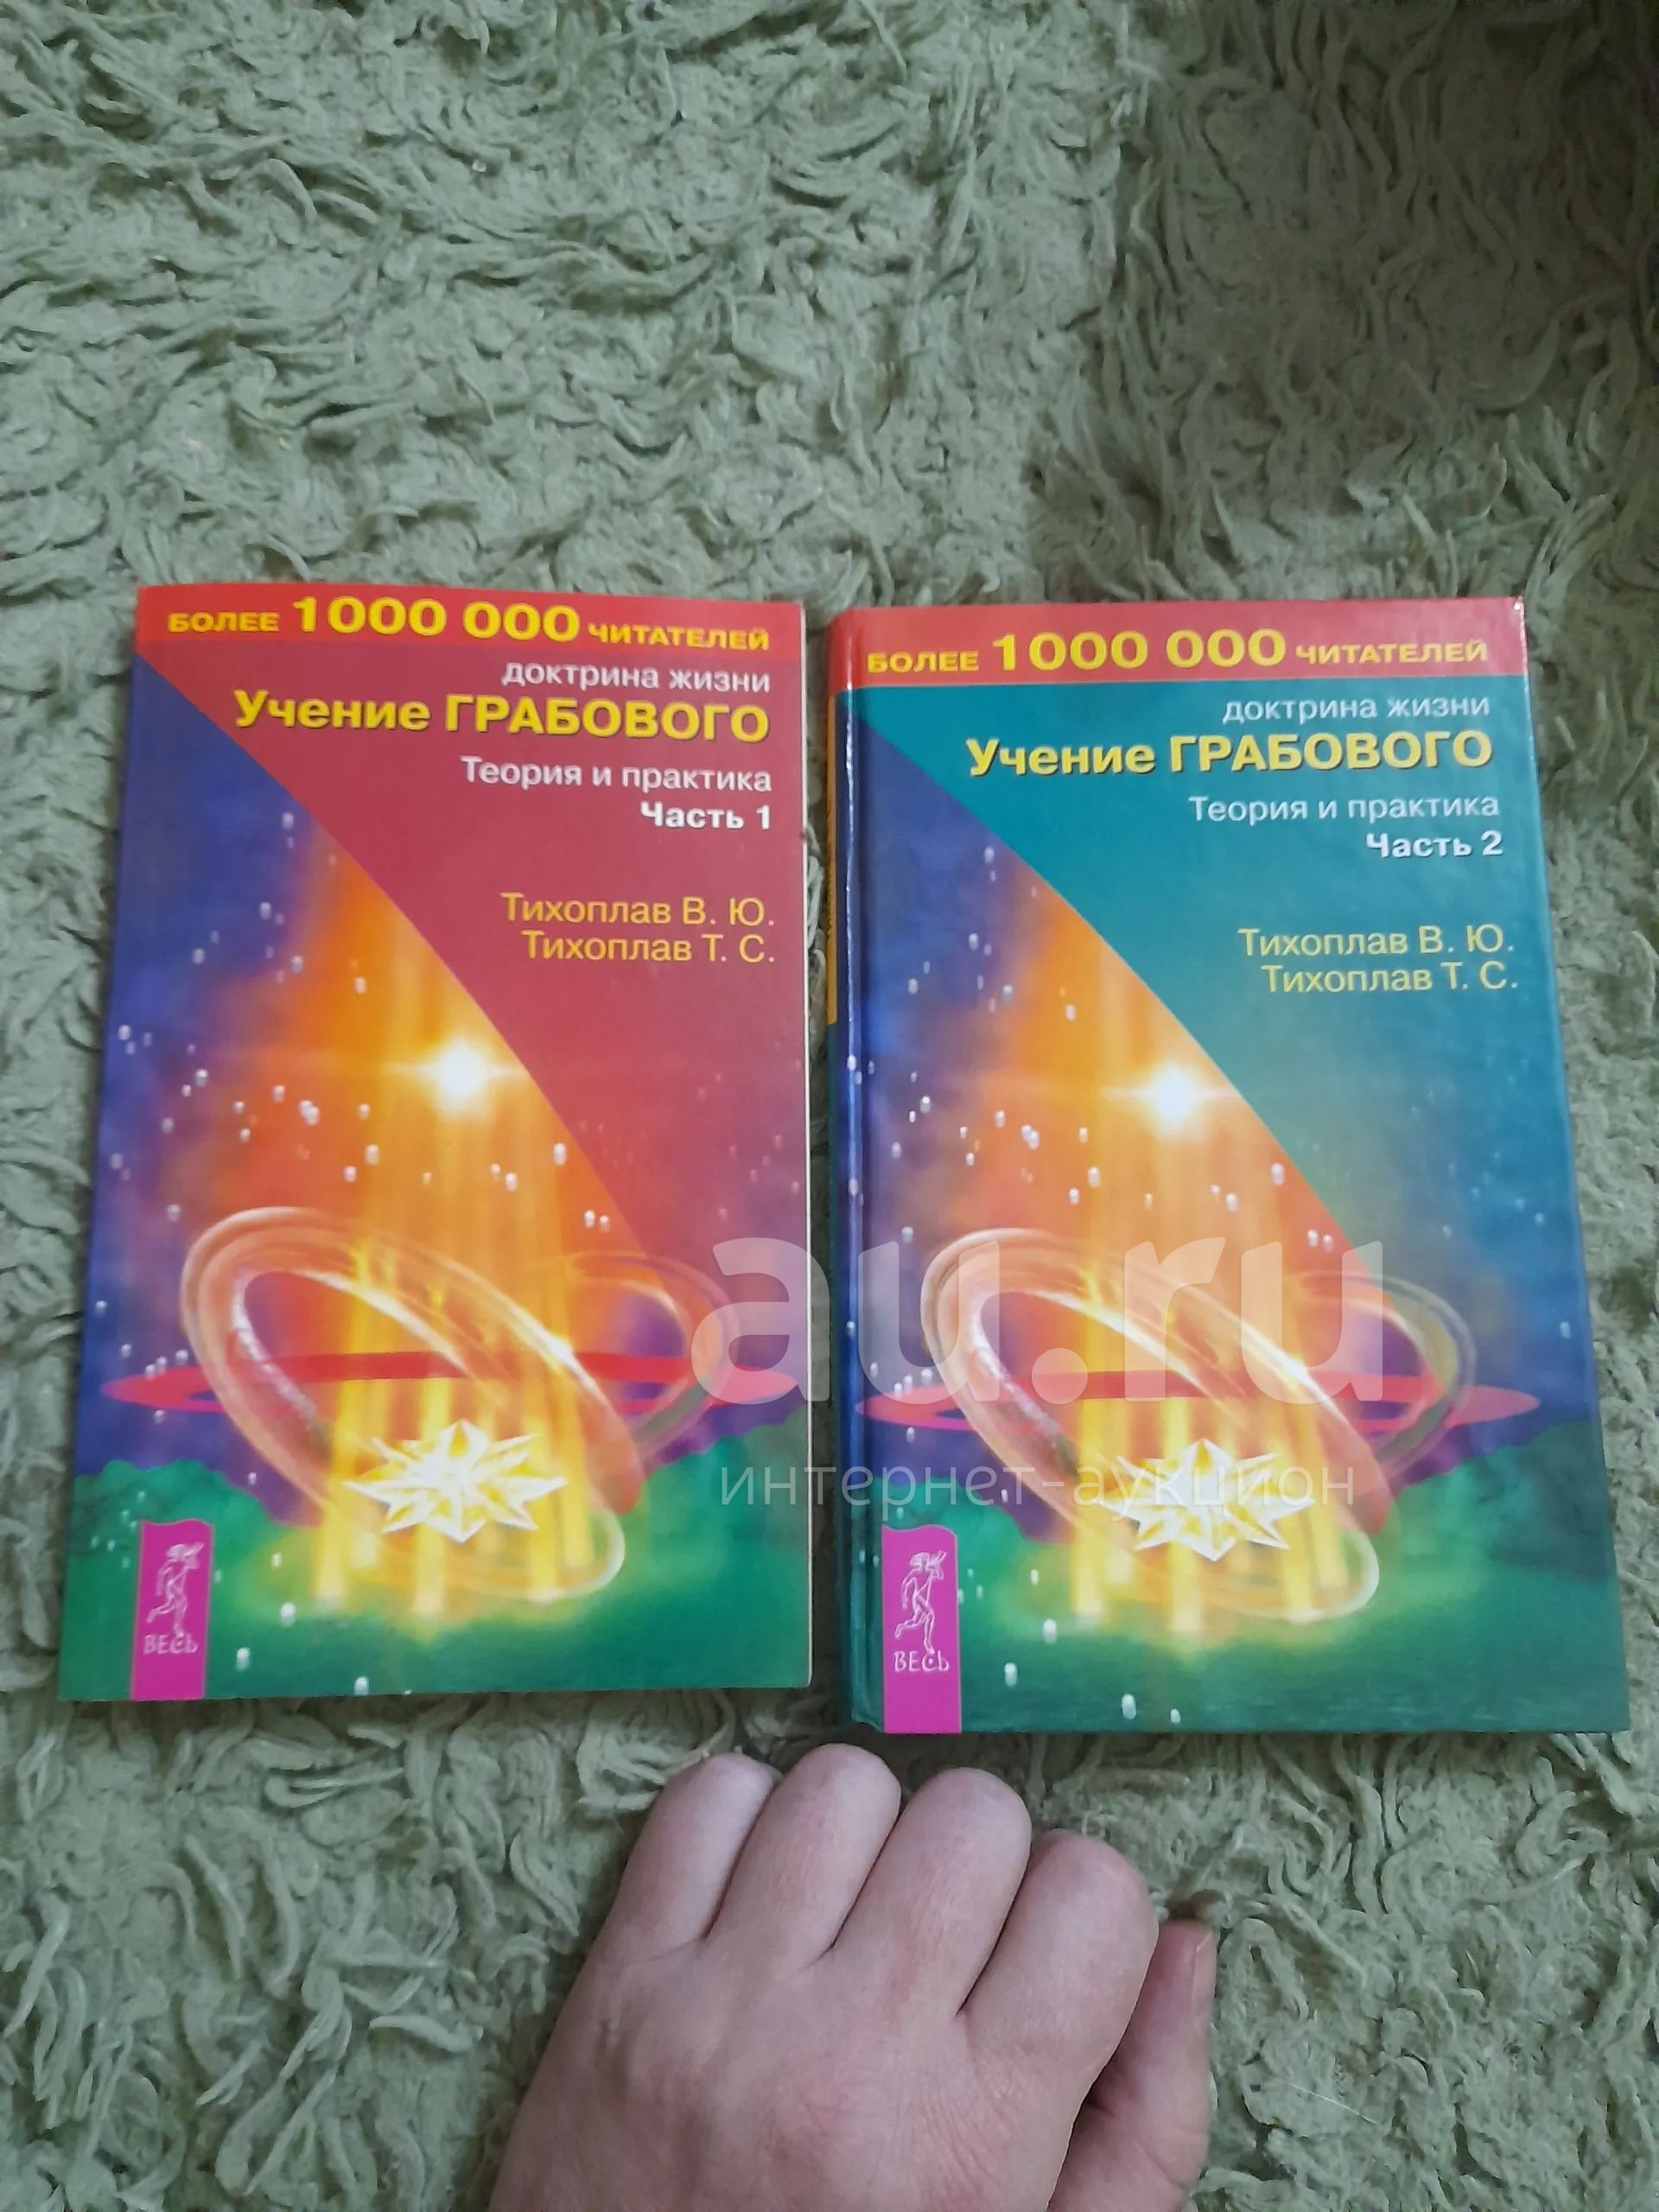 БОЛЕЕ 1000 000 ЧИТАТЕЛЕЙ
доктрина жизни
Учение ГРАБОВОГО
Теория и практика
Часть 1
Тихоплав В. Ю.
Тихоплав Т. С.
ВЕСЬ
БОЛЕЕ 1000 000 ЧИТАТЕЛЕЙ
доктрина жизни
Учение ГРАБОВОГО
Теория и практика
Часть 2
Тихоплав В. Ю.
Тихоплав Т. С.
ВЕСЬ
au.ru
интернет-аукцион